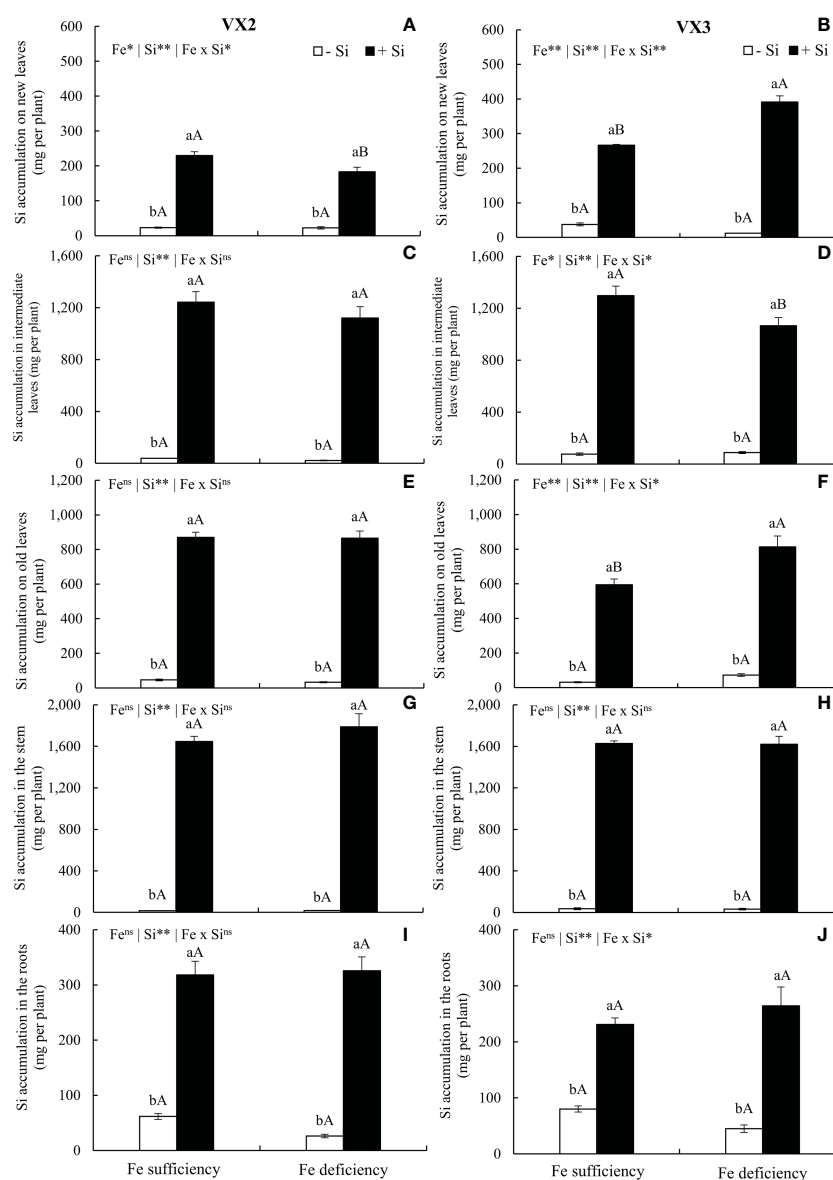 VX2
A
Fe* | Si** | Fe x Si*
- Si
+ Si
Si accumulation on new leaves
(mg per plant)
600
500
400
300
200
100
0
bA
aA
bA
aB
VX3
B
Fe** | Si** | Fe x Si**
- Si
+ Si
Si accumulation on new leaves
(mg per plant)
600
500
400
300
200
100
0
bA
aB
bA
aA
C
Feⁿˢ | Si** | Fe x Siⁿˢ
Si accumulation in intermediate
leaves (mg per plant)
1,600
1,200
800
400
0
bA
aA
bA
aA
D
Fe* | Si** | Fe x Si*
Si accumulation in intermediate
leaves (mg per plant)
1,600
1,200
800
400
0
bA
aA
bA
aB
E
Feⁿˢ | Si** | Fe x Siⁿˢ
Si accumulation on old leaves
(mg per plant)
1,200
1,000
800
600
400
200
0
bA
aA
bA
aA
F
Fe** | Si** | Fe x Si*
Si accumulation on old leaves
(mg per plant)
1,200
1,000
800
600
400
200
0
bA
aB
bA
aA
G
Feⁿˢ | Si** | Fe x Siⁿˢ
Si accumulation in the stem
(mg per plant)
2,000
1,600
1,200
800
400
0
bA
aA
bA
aA
H
Feⁿˢ | Si** | Fe x Siⁿˢ
Si accumulation in the stem
(mg per plant)
2,000
1,600
1,200
800
400
0
bA
aA
bA
aA
I
Feⁿˢ | Si** | Fe x Siⁿˢ
Si accumulation in the roots
(mg per plant)
400
300
200
100
0
bA
aA
bA
aA
Fe sufficiency
Fe deficiency
J
Feⁿˢ | Si** | Fe x Si*
Si accumulation in the roots
(mg per plant)
400
300
200
100
0
bA
aA
bA
aA
Fe sufficiency
Fe deficiency